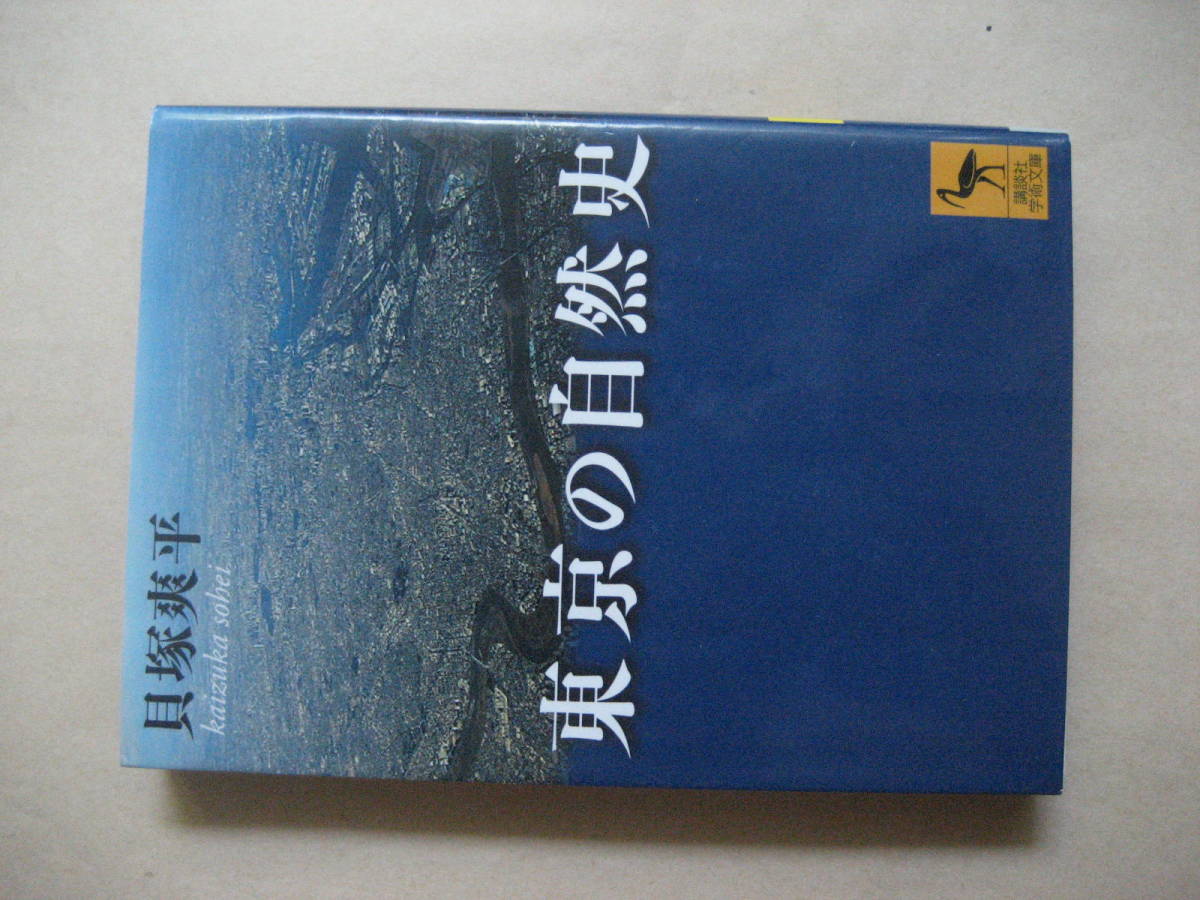 貝塚爽平
kaizuka sohei
東京の自然史
講談社
学術文庫